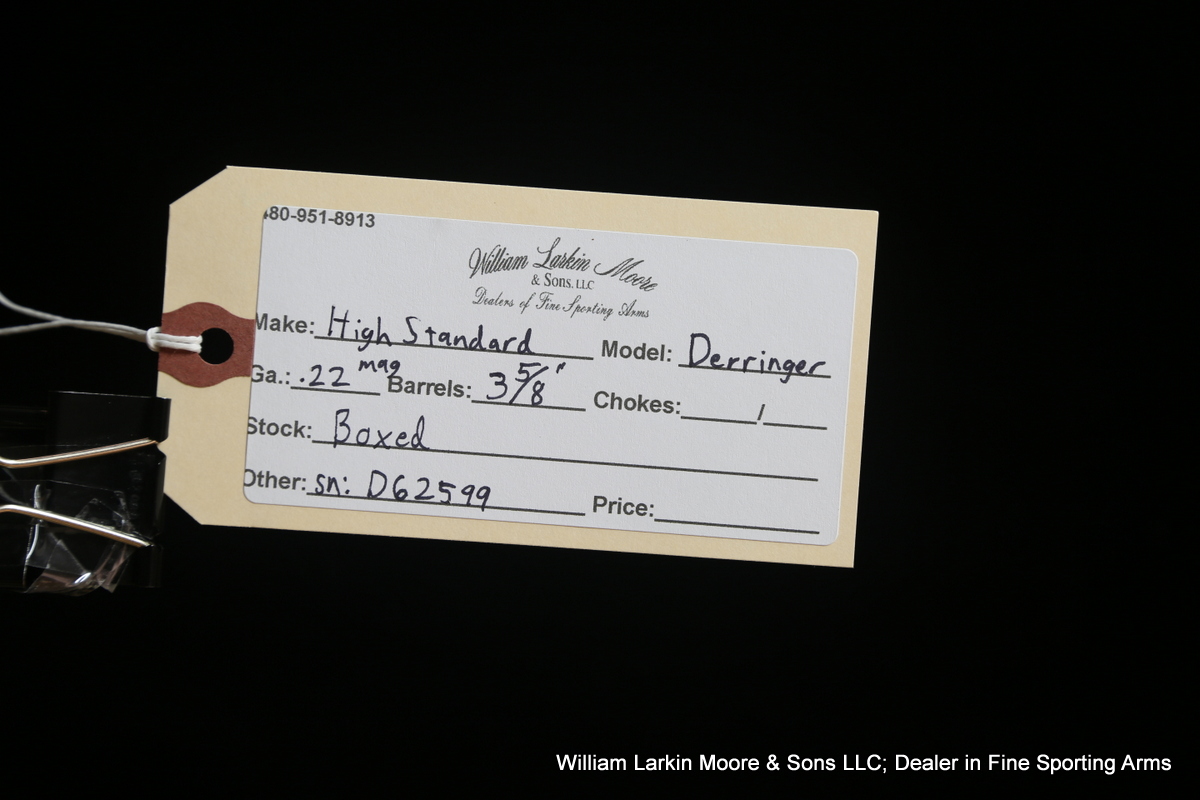 480-951-8913
William Larkin Moore
& Sons, LLC
Dealers of Fine Sporting Arms
Make: High Standard Model: Derringer
Ga.: .22 mag Barrels: 3 5/8" Chokes: /
Stock: Boxed
Other: sn: D62599 Price:
William Larkin Moore & Sons LLC; Dealer in Fine Sporting Arms